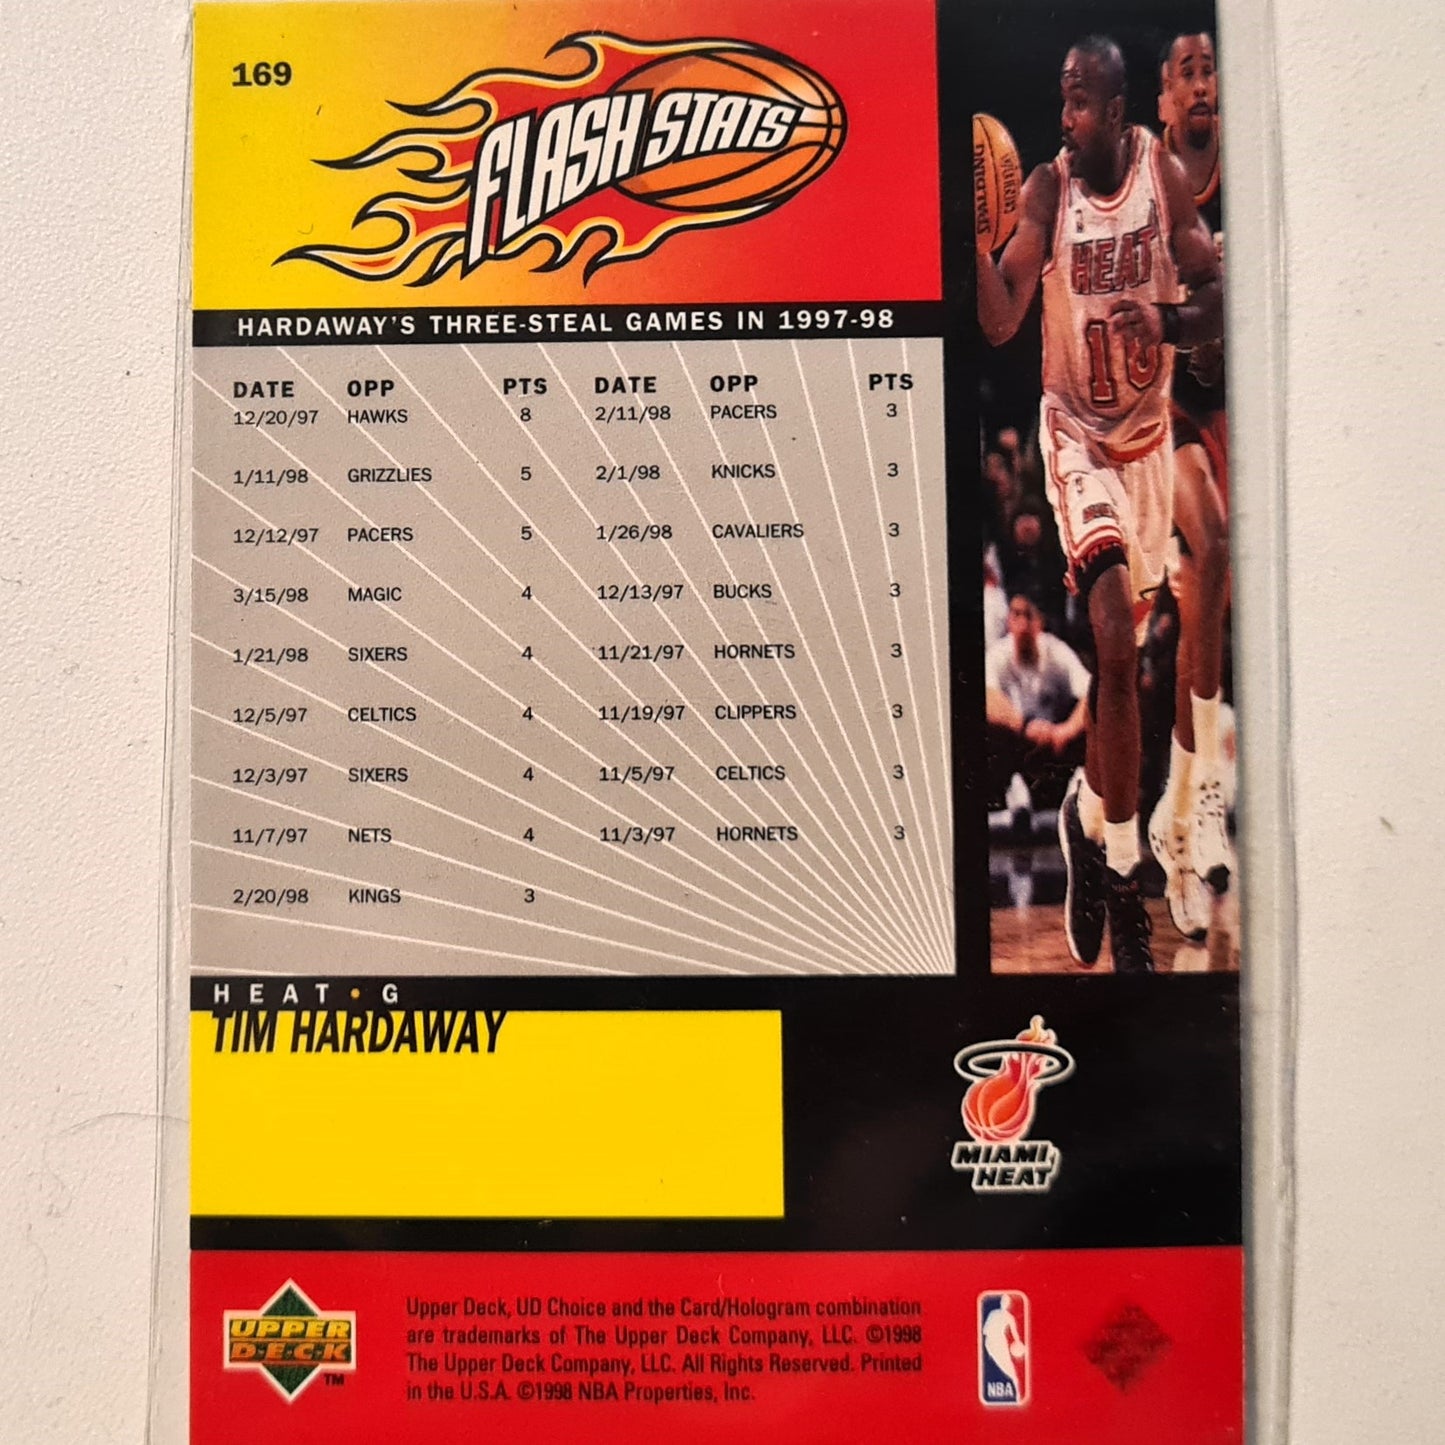 169
FLASH STATS
HARDAWAY'S THREE-STEAL GAMES IN 1997-98
DATE OPP PTS DATE OPP PTS
12/20/97 HAWKS 8 2/11/98 PACERS 3
1/11/98 GRIZZLIES 5 2/1/98 KNICKS 3
12/12/97 PACERS 5 1/26/98 CAVALIERS 3
3/15/98 MAGIC 4 12/13/97 BUCKS 3
1/21/98 SIXERS 4 11/21/97 HORNETS 3
12/5/97 CELTICS 4 11/19/97 CLIPPERS 3
12/3/97 SIXERS 4 11/5/97 CELTICS 3
11/7/97 NETS 4 11/3/97 HORNETS 3
2/20/98 KINGS 3
SPALDING
HEAT
10
HEAT • G
TIM HARDAWAY
MIAMI
HEAT
UPPER
D·E·C·K
TM
Upper Deck, UD Choice and the Card/Hologram combination
are trademarks of The Upper Deck Company, LLC. ©1998
The Upper Deck Company, LLC. All Rights Reserved. Printed
in the U.S.A. ©1998 NBA Properties, Inc.
NBA